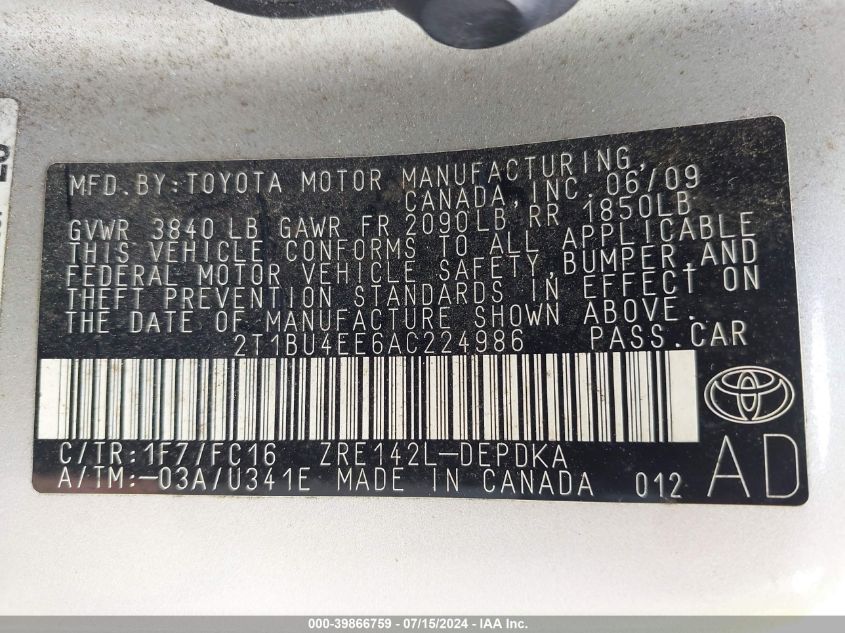 MFD. BY: TOYOTA MOTOR MANUFACTURING,
CANADA, INC. 06/09
GVWR 3840 LB GAWR FR 2090LB RR 1850LB
THIS VEHICLE CONFORMS TO ALL APPLICABLE
FEDERAL MOTOR VEHICLE SAFETY, BUMPER, AND
THEFT PREVENTION STANDARDS IN EFFECT ON
THE DATE OF MANUFACTURE SHOWN ABOVE.
2T1BU4EE6AC224986 PASS. CAR
C/TR: 1F7/FC16 ZRE142L-DEPDKA
A/TM: -03A/U341E MADE IN CANADA 012 AD
000-39866759 / 07/15/2024 - IAA Inc.